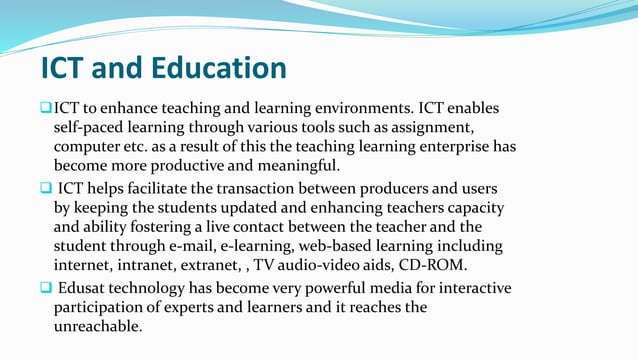 ICT and Education
ICT to enhance teaching and learning environments. ICT enables
self-paced learning through various tools such as assignment,
computer etc. as a result of this the teaching learning enterprise has
become more productive and meaningful.
ICT helps facilitate the transaction between producers and users
by keeping the students updated and enhancing teachers capacity
and ability fostering a live contact between the teacher and the
student through e-mail, e-learning, web-based learning including
internet, intranet, extranet, , TV audio-video aids, CD-ROM.
Edusat technology has become very powerful media for interactive
participation of experts and learners and it reaches the
unreachable.